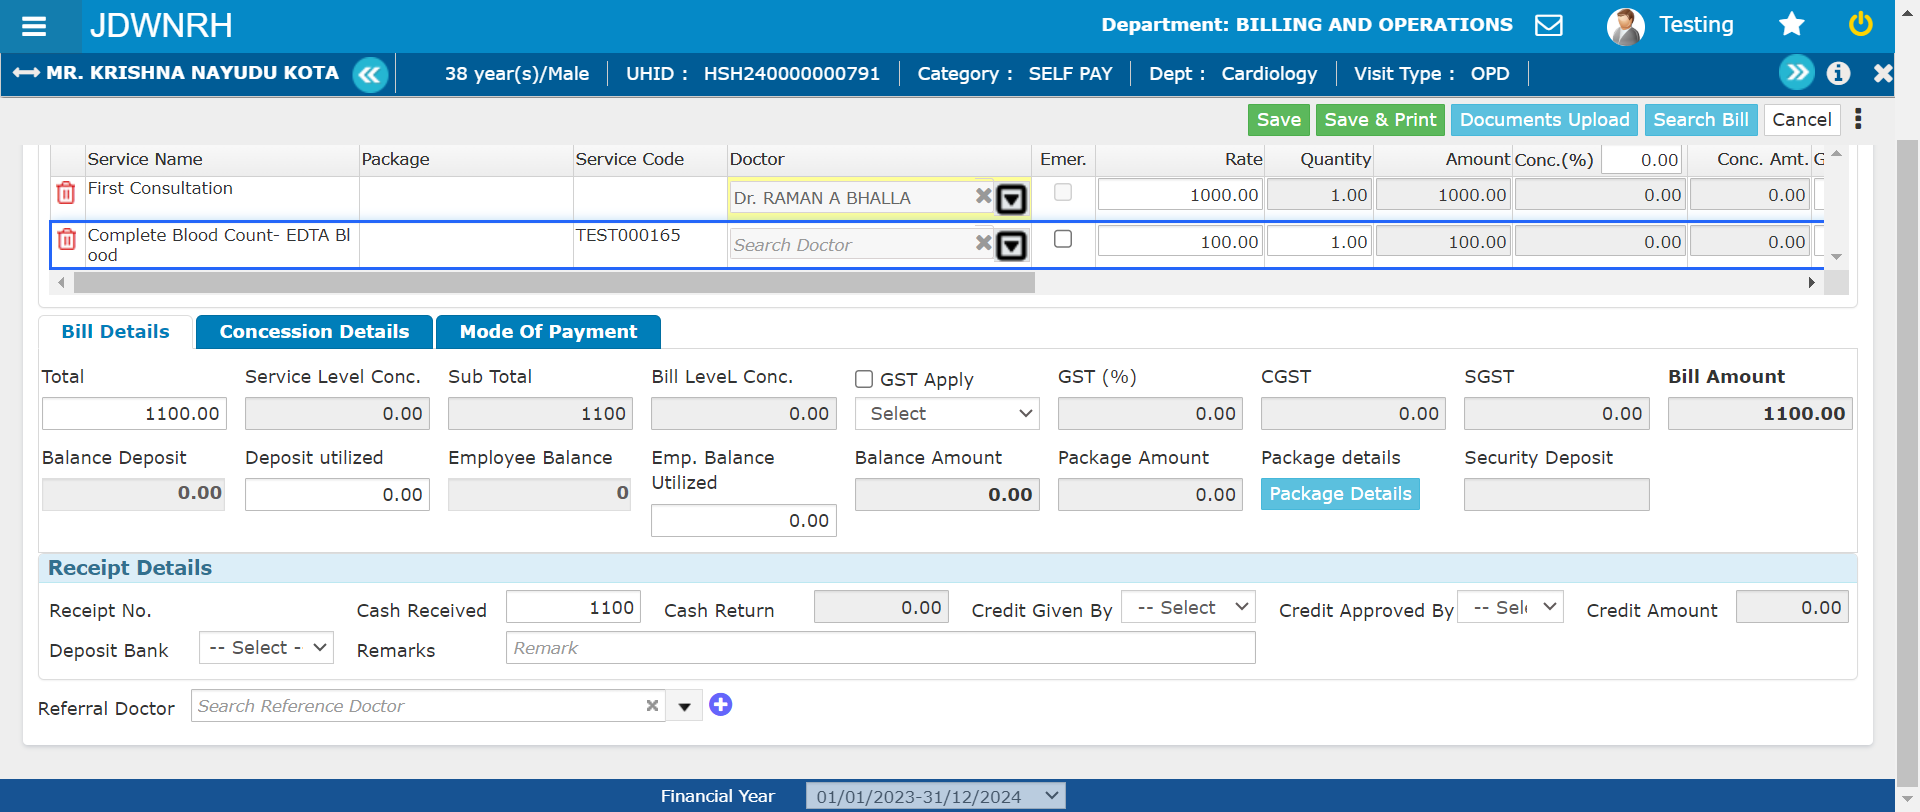 JDWNRH
Department: BILLING AND OPERATIONS
Testing
MR. KRISHNA NAYUDU KOTA
38 year(s)/Male
UHID : HSH240000000791
Category : SELF PAY
Dept : Cardiology
Visit Type : OPD
Save
Save & Print
Documents Upload
Search Bill
Cancel
Service Name Package Service Code Doctor Emer. Rate Quantity Amount Conc.(%) 0.00 Conc. Amt. G
First Consultation Dr. RAMAN A BHALLA 1000.00 1.00 1000.00 0.00 0.00
Complete Blood Count- EDTA Bl TEST000165 Search Doctor 100.00 1.00 100.00 0.00 0.00
ood
Bill Details Concession Details Mode Of Payment
Total Service Level Conc. Sub Total Bill LeveL Conc. GST Apply GST (%) CGST SGST Bill Amount
1100.00 0.00 1100 0.00 Select 0.00 0.00 0.00 1100.00
Balance Deposit Deposit utilized Employee Balance Emp. Balance Balance Amount Package Amount Package details Security Deposit
Utilized
0.00 0.00 0 0.00 0.00 Package Details
0.00
Receipt Details
Receipt No. Cash Received 1100 Cash Return 0.00 Credit Given By -- Select Credit Approved By -- Sel Credit Amount 0.00
Deposit Bank -- Select - Remarks Remark
Referral Doctor Search Reference Doctor
Financial Year 01/01/2023-31/12/2024